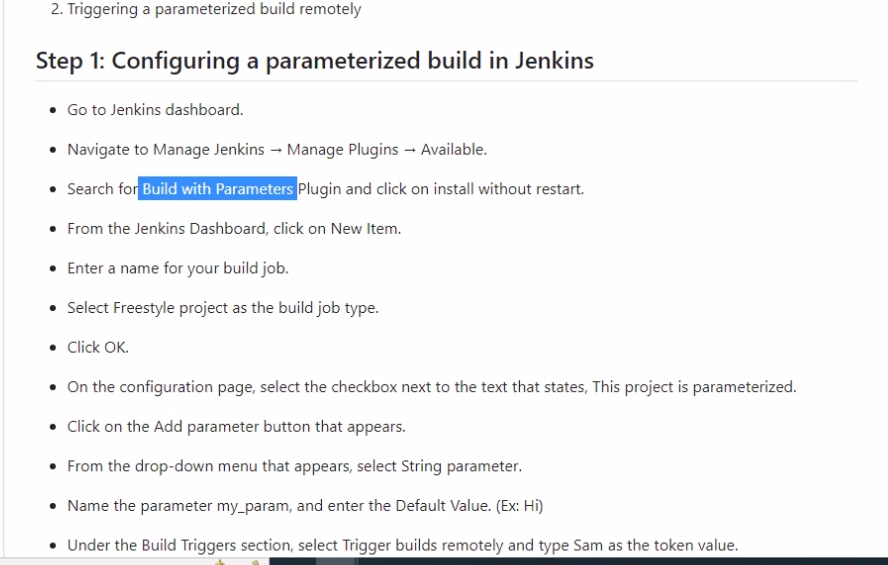 2. Triggering a parameterized build remotely
Step 1: Configuring a parameterized build in Jenkins
• Go to Jenkins dashboard.
• Navigate to Manage Jenkins → Manage Plugins → Available.
• Search for Build with Parameters Plugin and click on install without restart.
• From the Jenkins Dashboard, click on New Item.
• Enter a name for your build job.
• Select Freestyle project as the build job type.
• Click OK.
• On the configuration page, select the checkbox next to the text that states, This project is parameterized.
• Click on the Add parameter button that appears.
• From the drop-down menu that appears, select String parameter.
• Name the parameter my_param, and enter the Default Value. (Ex: Hi)
• Under the Build Triggers section, select Trigger builds remotely and type Sam as the token value.